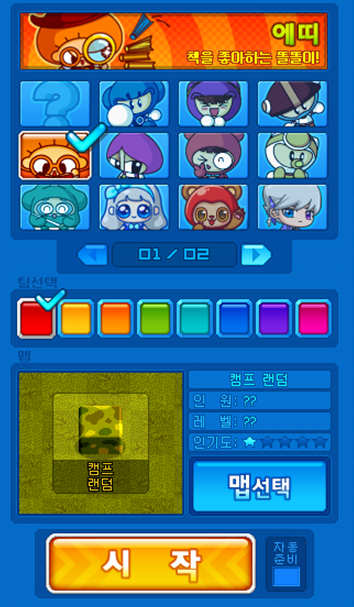 에띠
책을 좋아하는 똘똘이!
01 / 02
팀선택
맵
캠프 랜덤
인 원: ??
레 벨: ??
인기도:
캠프
랜덤
맵선택
시 작
자동
준비